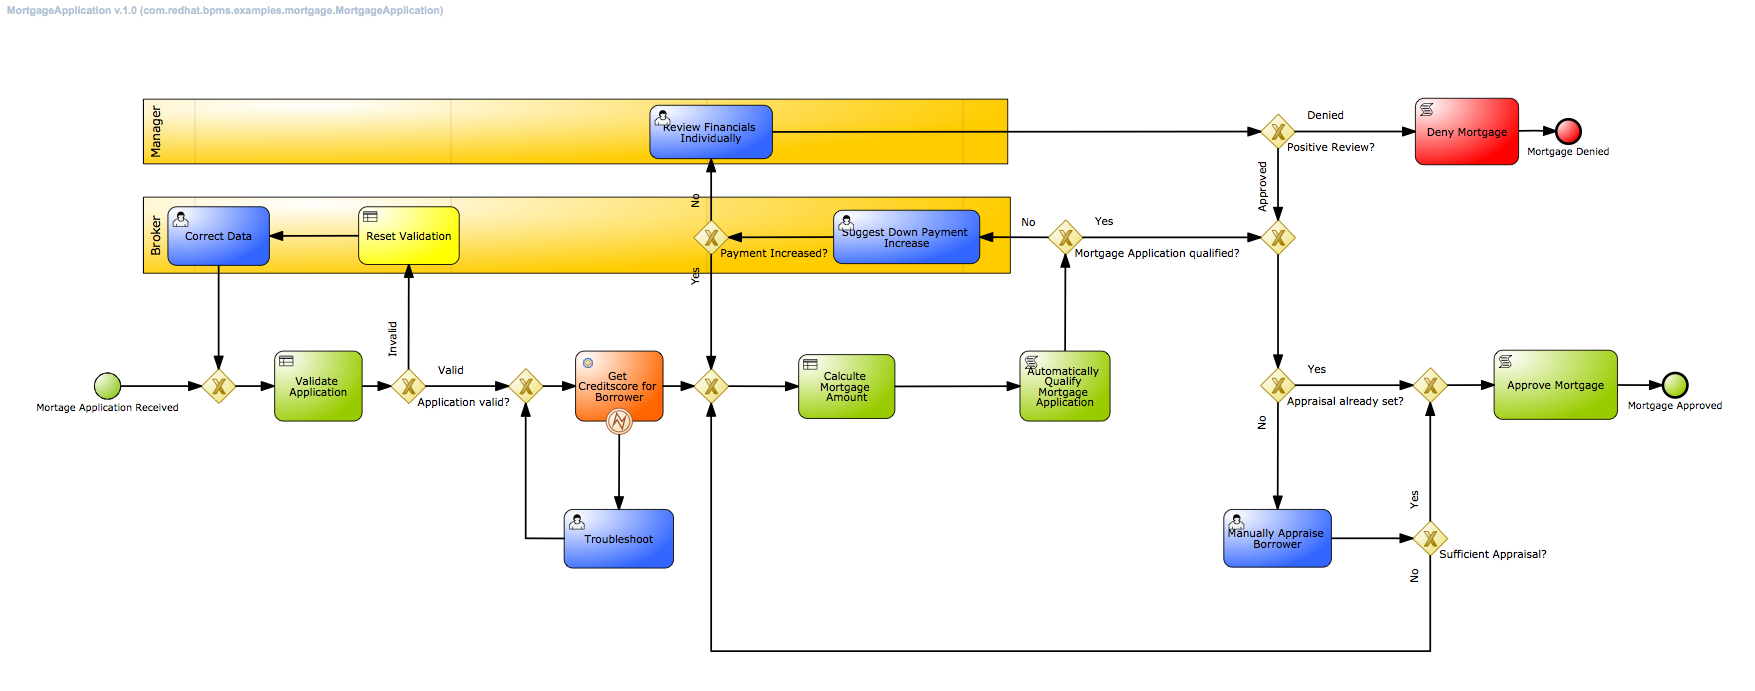 MortgageApplication v.1.0 (com.redhat.bpms.examples.mortgage.MortgageApplication)
Manager
Review Financials
Individually
Denied
Positive Review?
Deny Mortgage
Mortgage Denied
Approved
No
Broker
Correct Data
Reset Validation
Payment Increased?
Suggest Down Payment
Increase
No
Yes
Mortgage Application qualified?
Yes
Invalid
Mortage Application Received
Validate
Application
Valid
Application valid?
Get
Creditscore for
Borrower
Calculte
Mortgage
Amount
Automatically
Qualify
Mortgage
Application
Yes
Appraisal already set?
Approve Mortgage
Mortgage Approved
No
Troubleshoot
Manually Appraise
Borrower
Yes
Sufficient Appraisal?
No